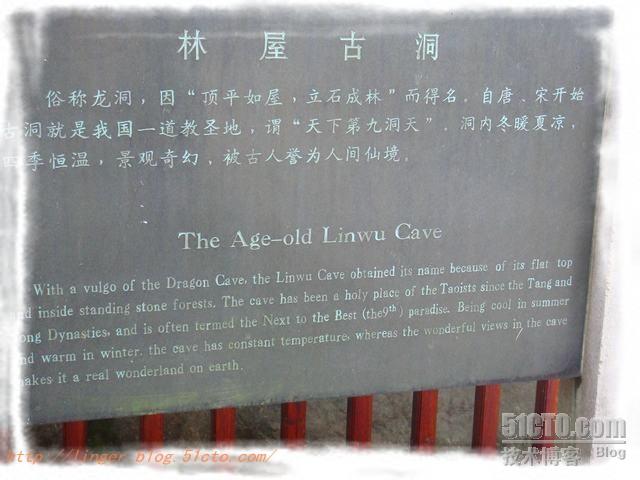 林屋古洞
俗称龙洞，因“顶平如屋，立石成林”而得名。自唐、宋开始
古洞就是我国一道教圣地，谓“天下第九洞天”。洞内冬暖夏凉，
四季恒温，景观奇幻，被古人誉为人间仙境。
The Age-old Linwu Cave
With a vulgo of the Dragon Cave, the Linwu Cave obtained its name because of its flat top
nd inside standing stone forests. The cave has been a holy place of the Taoists since the Tang and
ong Dynasties, and is often termed the Next to the Best (the9th) paradise. Being cool in summer
nd warm in winter, the cave has constant temperature, whereas the wonderful views in the cave
makes it a real wonderland on earth.
51CTO.com
技术博客 Blog
http://linger.blog.51cto.com/